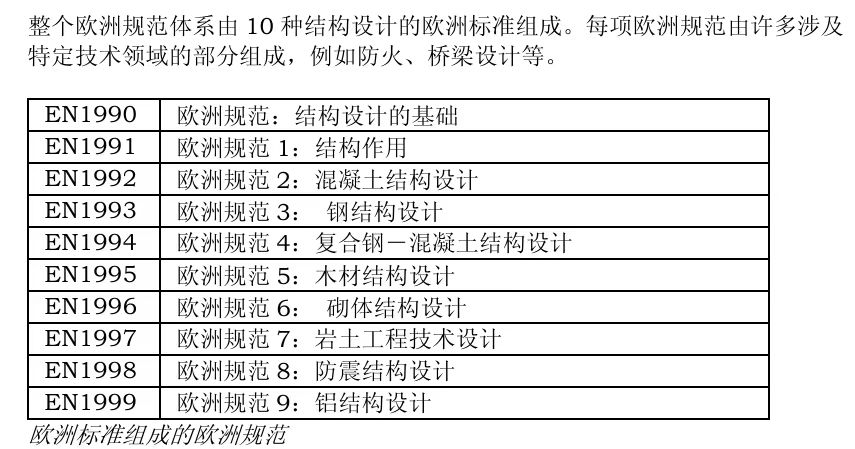 整个欧洲规范体系由 10 种结构设计的欧洲标准组成。每项欧洲规范由许多涉及
特定技术领域的部分组成，例如防火、桥梁设计等。
EN1990 欧洲规范：结构设计的基础
EN1991 欧洲规范 1：结构作用
EN1992 欧洲规范 2：混凝土结构设计
EN1993 欧洲规范 3： 钢结构设计
EN1994 欧洲规范 4：复合钢－混凝土结构设计
EN1995 欧洲规范 5：木材结构设计
EN1996 欧洲规范 6： 砌体结构设计
EN1997 欧洲规范 7：岩土工程技术设计
EN1998 欧洲规范 8：防震结构设计
EN1999 欧洲规范 9：铝结构设计
欧洲标准组成的欧洲规范